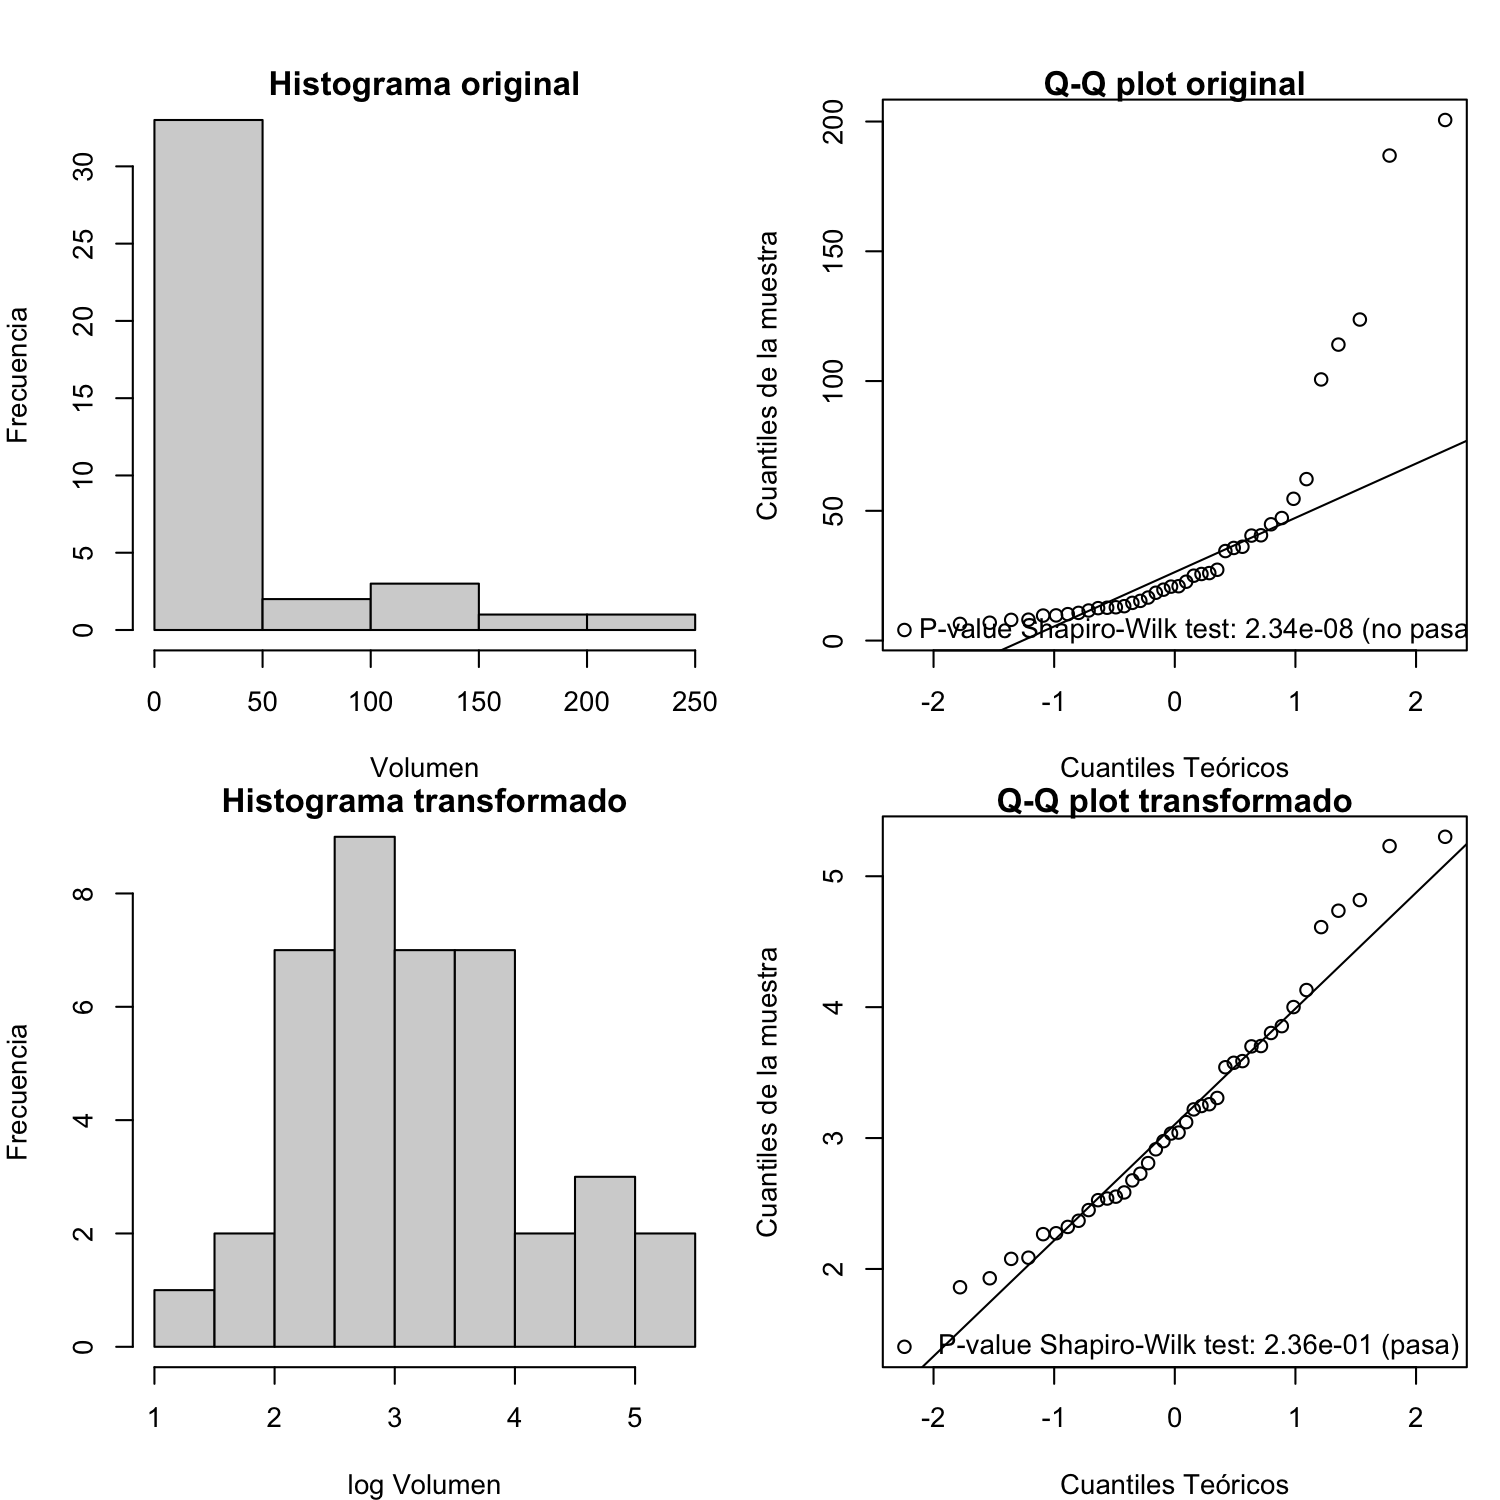 Histograma original
Frecuencia
30
25
20
15
10
5
0
0 50 100 150 200 250
Volumen
Q-Q plot original
Cuantiles de la muestra
200
150
100
50
0
P-value Shapiro-Wilk test: 2.34e-08 (no pasa
-2 -1 0 1 2
Cuantiles Teóricos
Histograma transformado
Frecuencia
8
6
4
2
0
1 2 3 4 5
log Volumen
Q-Q plot transformado
Cuantiles de la muestra
5
4
3
2
P-value Shapiro-Wilk test: 2.36e-01 (pasa)
-2 -1 0 1 2
Cuantiles Teóricos